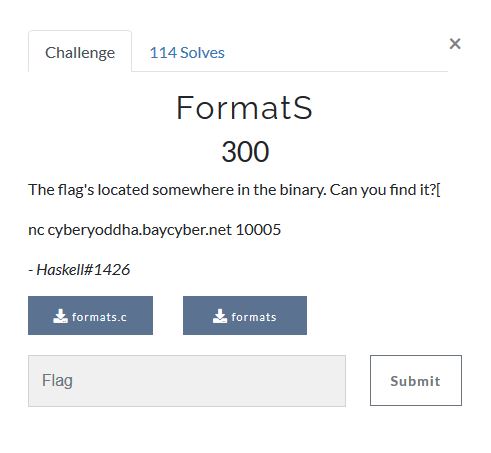 Challenge
114 Solves
×
FormatS
300
The flag's located somewhere in the binary. Can you find it?[
nc cyberyoddha.baycyber.net 10005
- Haskell#1426
formats.c
formats
Flag
Submit